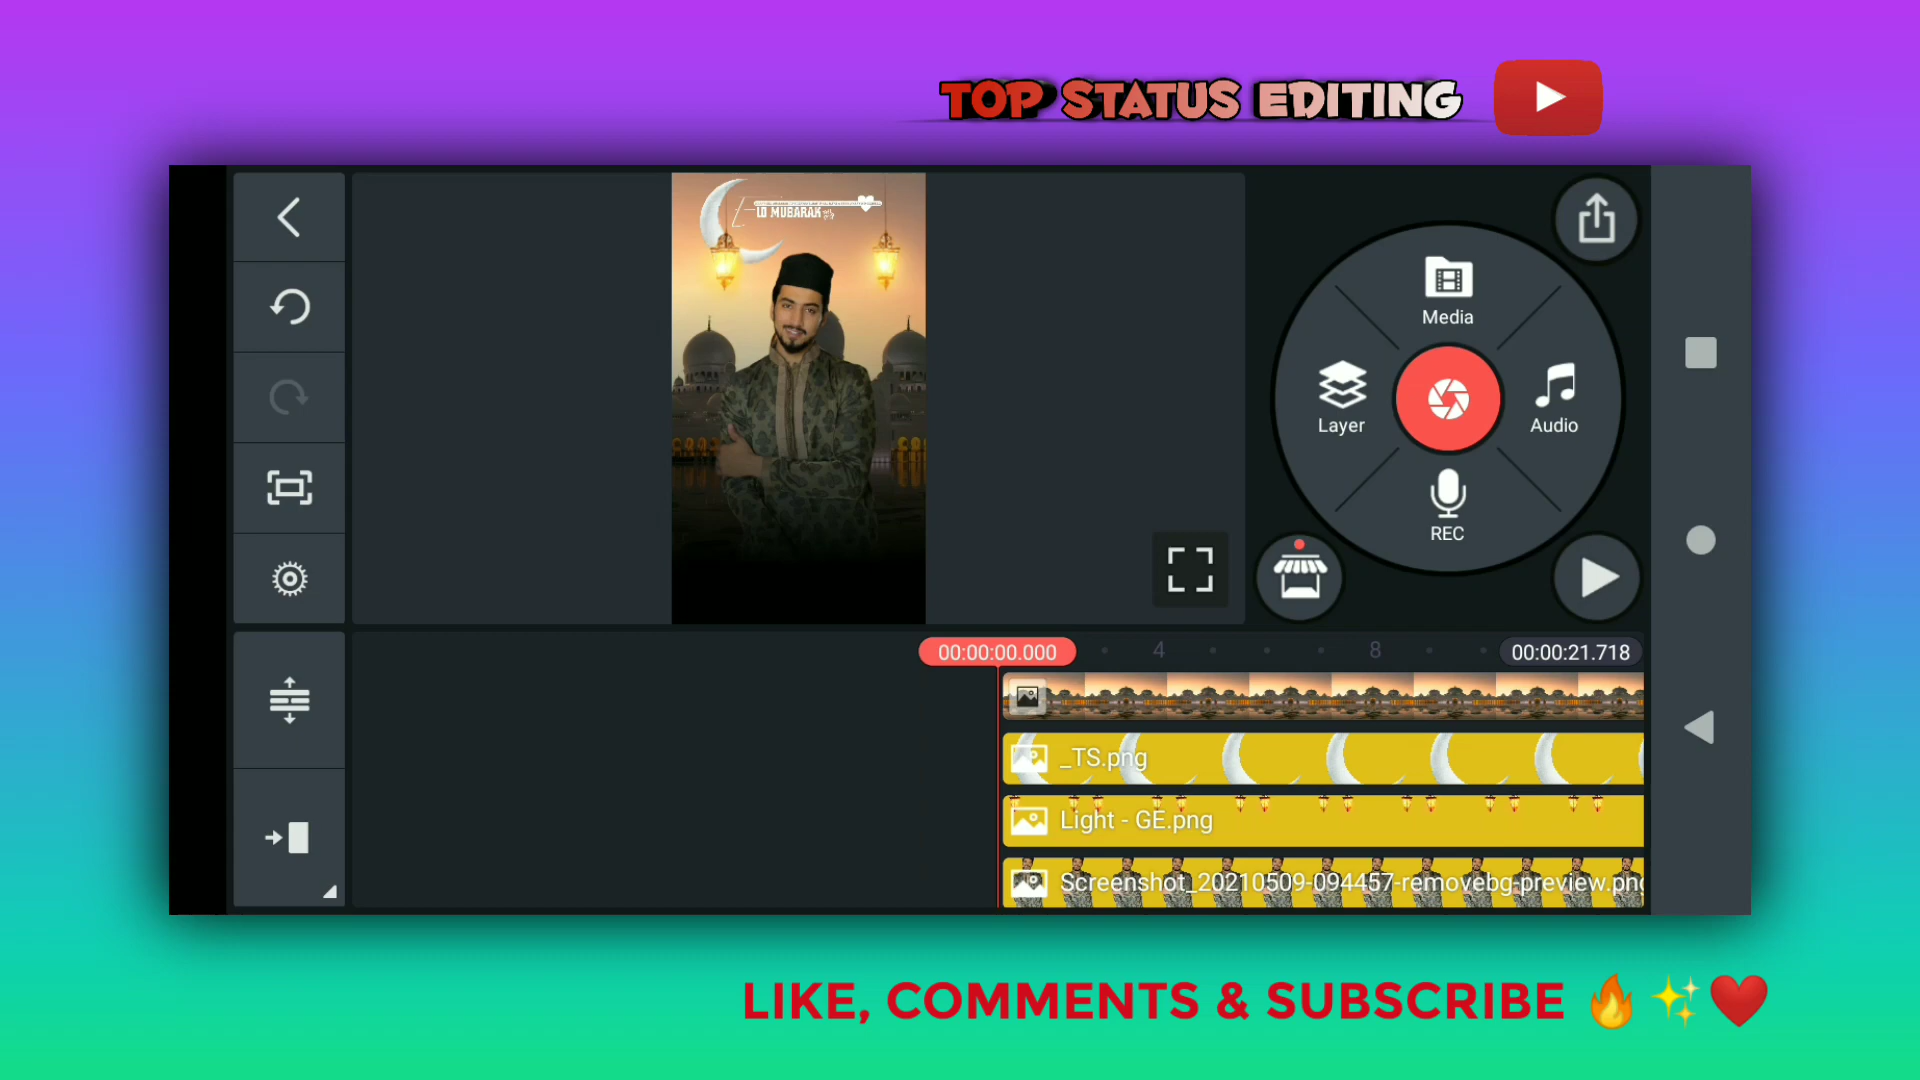 TOP STATUS EDITING
MUBARAK
Media
Layer
Audio
REC
00:00:00.000
4
8
00:00:21.718
_TS.png
Light - GE.png
Screenshot_20210509-094457-removebg-preview.png
LIKE, COMMENTS & SUBSCRIBE 🔥✨❤️